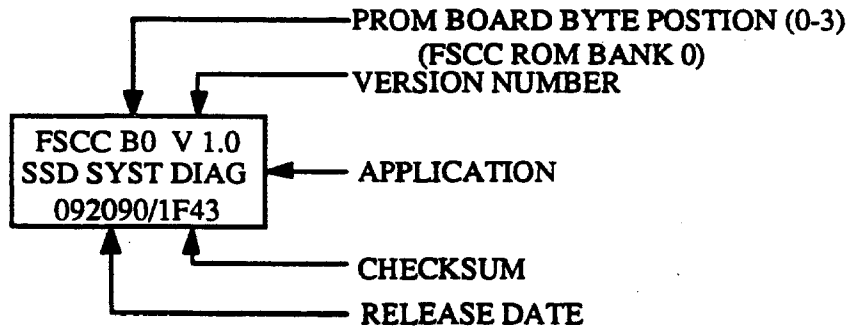 PROM BOARD BYTE POSTION (0-3)
(FSCC ROM BANK 0)
VERSION NUMBER
FSCC B0 V 1.0
SSD SYST DIAG
092090/1F43
APPLICATION
CHECKSUM
RELEASE DATE